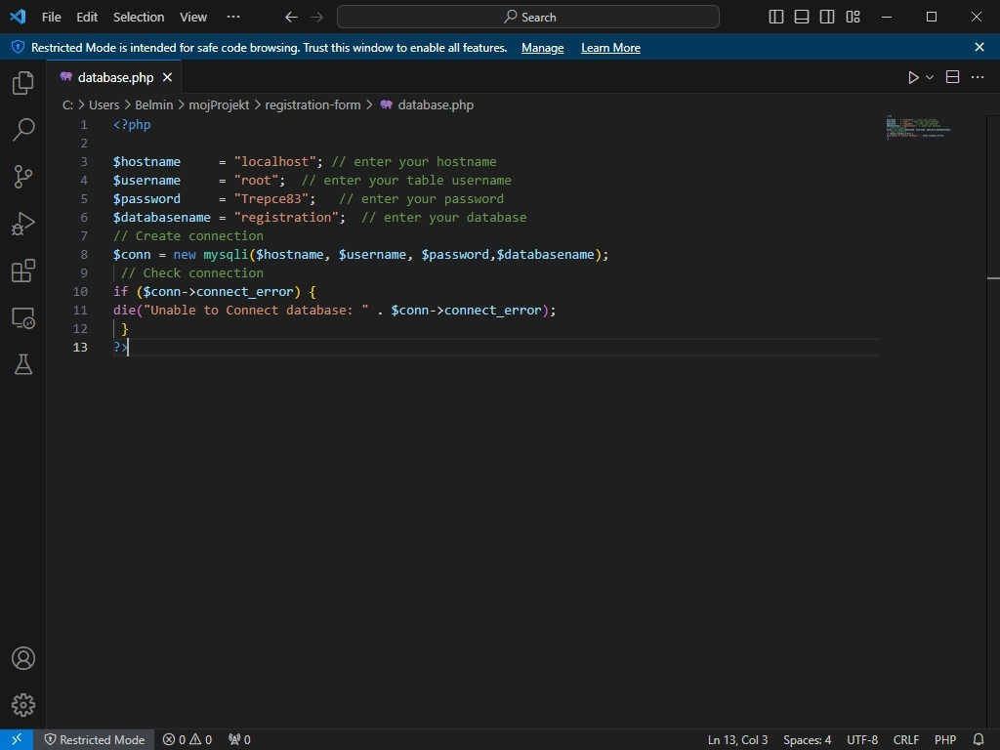 File Edit Selection View ··· Search
Restricted Mode is intended for safe code browsing. Trust this window to enable all features. Manage Learn More
database.php
C: > Users > Belmin > mojProjekt > registration-form > database.php
1 <?php
2
3 $hostname     = "localhost"; // enter your hostname
4 $username     = "root";  // enter your table username
5 $password     = "Trepce83";   // enter your password
6 $databasename = "registration";  // enter your database
7 // Create connection
8 $conn = new mysqli($hostname, $username, $password,$databasename);
9  // Check connection
10 if ($conn->connect_error) {
11 die("Unable to Connect database: " . $conn->connect_error);
12  }
13 ?>
Restricted Mode 0 0 0 Ln 13, Col 3 Spaces: 4 UTF-8 CRLF PHP